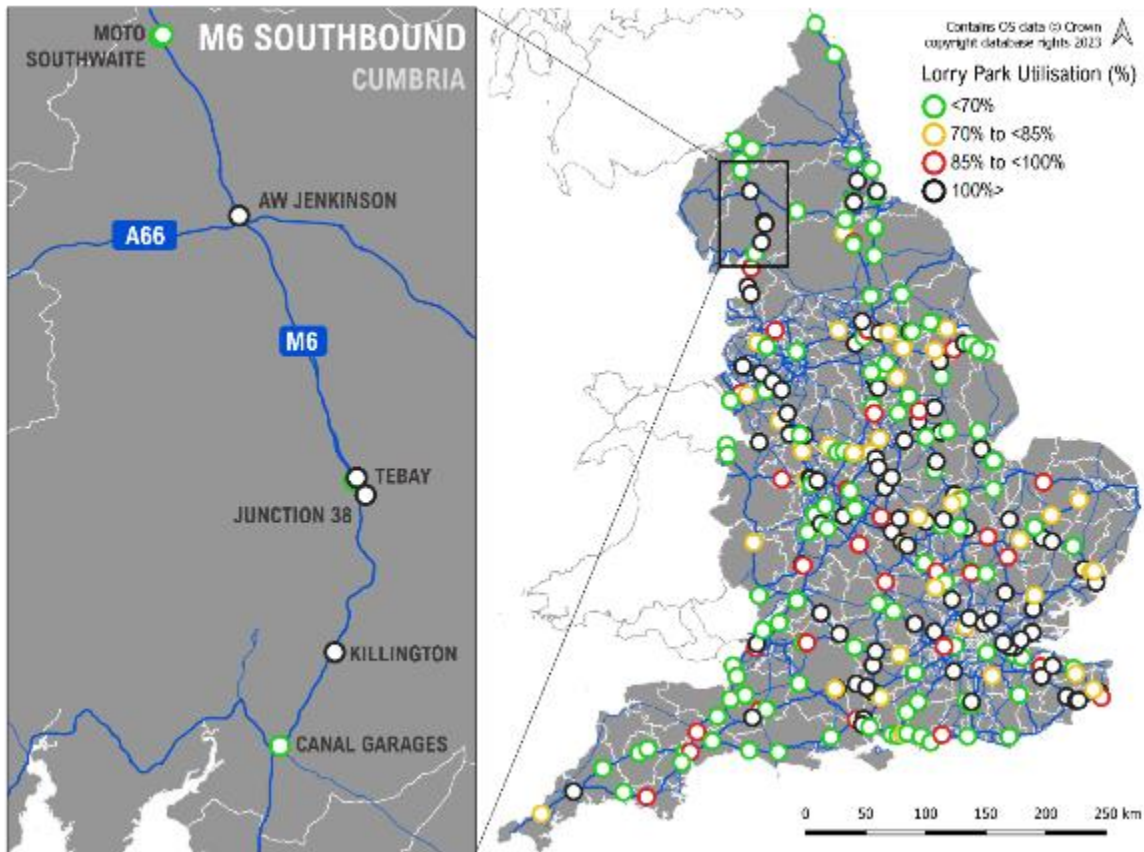 MOTO
SOUTHWAITE
M6 SOUTHBOUND
CUMBRIA
AW JENKINSON
A66
M6
TEBAY
JUNCTION 38
KILLINGTON
CANAL GARAGES
Contains OS data © Crown
copyright database rights 2023
Lorry Park Utilisation (%)
<70%
70% to <85%
85% to <100%
100%>
0 50 100 150 200 250 km